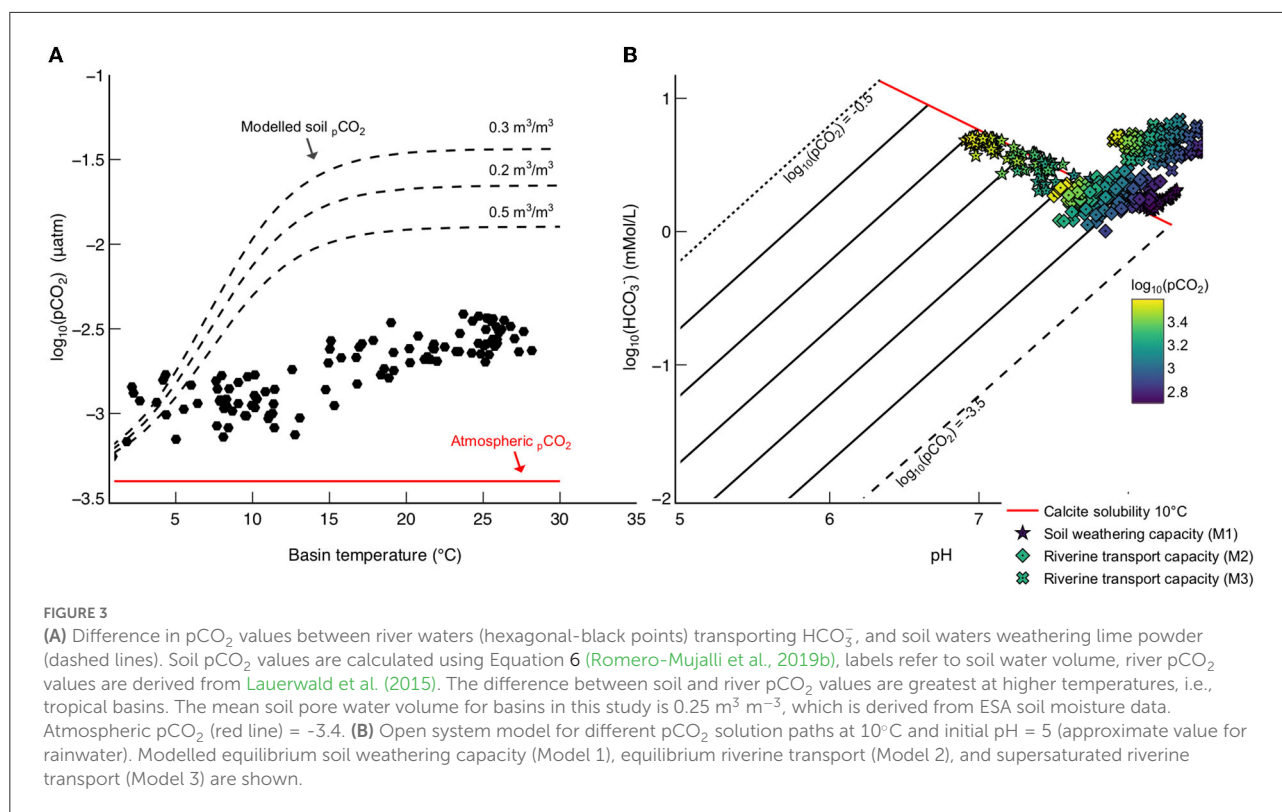 A
B
−1
−1.5
−2
−2.5
−3
−3.5
log₁₀(pCO₂) (µatm)
Modelled soil pCO₂
0.3 m³/m³
0.2 m³/m³
0.5 m³/m³
Atmospheric pCO₂
5
10
15
20
25
30
35
Basin temperature (°C)
1
0
−1
−2
log₁₀(HCO₃⁻) (mMol/L)
log₁₀(pCO₂) = -0.5
log₁₀(pCO₂) = -3.5
5
6
7
pH
log₁₀(pCO₂)
3.4
3.2
3
2.8
Calcite solubility 10°C
Soil weathering capacity (M1)
Riverine transport capacity (M2)
Riverine transport capacity (M3)
FIGURE 3
(A) Difference in pCO₂ values between river waters (hexagonal-black points) transporting HCO₃⁻, and soil waters weathering lime powder
(dashed lines). Soil pCO₂ values are calculated using Equation 6 (Romero-Mujalli et al., 2019b), labels refer to soil water volume, river pCO₂
values are derived from Lauerwald et al. (2015). The difference between soil and river pCO₂ values are greatest at higher temperatures, i.e.,
tropical basins. The mean soil pore water volume for basins in this study is 0.25 m³ m⁻³, which is derived from ESA soil moisture data.
Atmospheric pCO₂ (red line) = -3.4. (B) Open system model for different pCO₂ solution paths at 10°C and initial pH = 5 (approximate value for
rainwater). Modelled equilibrium soil weathering capacity (Model 1), equilibrium riverine transport (Model 2), and supersaturated riverine
transport (Model 3) are shown.